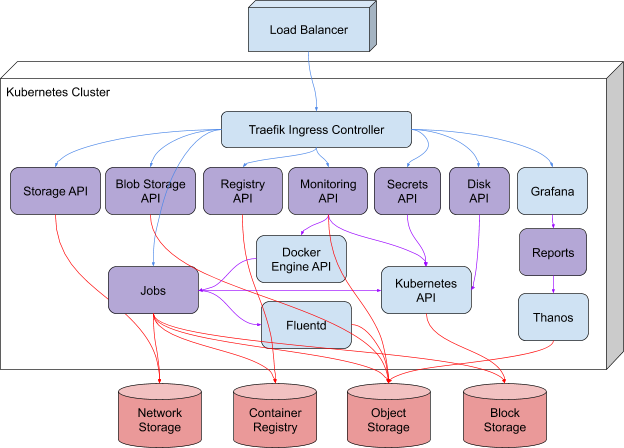 Load Balancer
Kubernetes Cluster
Traefik Ingress Controller
Storage API
Blob Storage
API
Registry
API
Monitoring
API
Secrets
API
Disk
API
Grafana
Docker
Engine API
Reports
Jobs
Kubernetes
API
Fluentd
Thanos
Network
Storage
Container
Registry
Object
Storage
Block
Storage